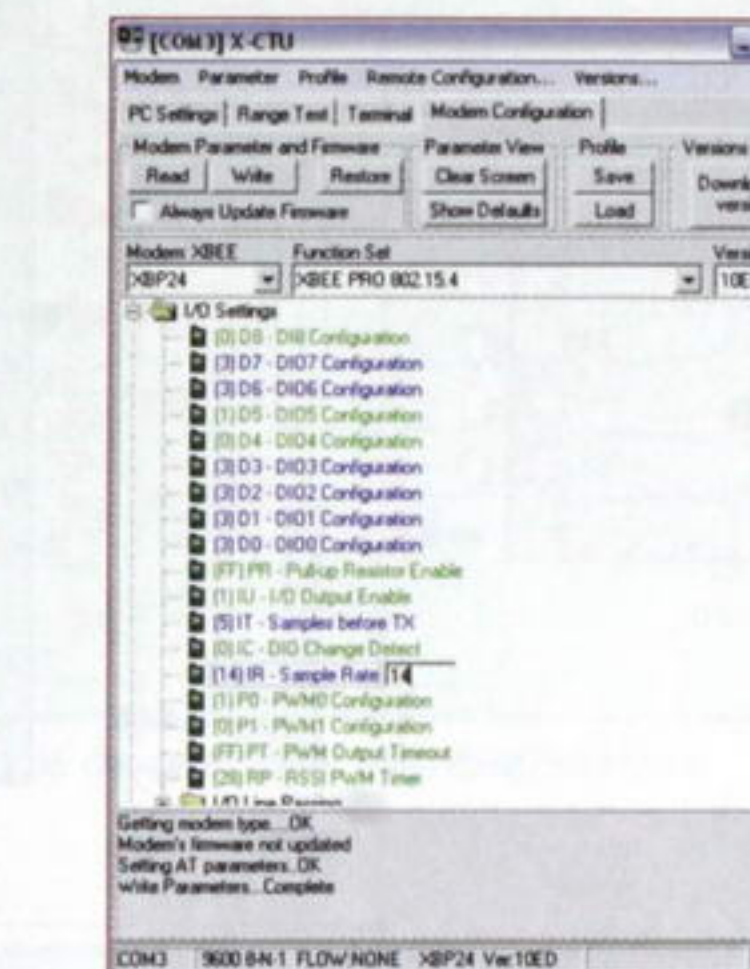 [COM3] X-CTU
Modem Parameter Profile Remote Configuration... Versions...
PC Settings Range Test Terminal Modem Configuration
Modem Parameter and Firmware Parameter View Profile Versions
Read Write Restore Clear Screen Save
Always Update Firmware Show Defaults Load
Modem: XBEE Function Set
XBP24 XBEE PRO 802.15.4 10E
I/O Settings
(0) D8 - DI8 Configuration
(3) D7 - DIO7 Configuration
(3) D6 - DIO6 Configuration
(1) D5 - DIO5 Configuration
(0) D4 - DIO4 Configuration
(3) D3 - DIO3 Configuration
(3) D2 - DIO2 Configuration
(3) D1 - DIO1 Configuration
(3) D0 - DIO0 Configuration
(FF) PR - Pull-up Resistor Enable
(1) IU - I/O Output Enable
(5) IT - Samples before TX
(0) IC - DIO Change Detect
(14) IR - Sample Rate 14
(1) P0 - PWM0 Configuration
(0) P1 - PWM1 Configuration
(FF) PT - PWM Output Timeout
(28) RP - RSSI PWM Timer
I/O Line Passing
Getting modem type....OK
Modem's firmware not updated
Setting AT parameters..OK
Write Parameters...Complete
COM3 9600 8-N-1 FLOW:NONE XBP24 Ver:10ED